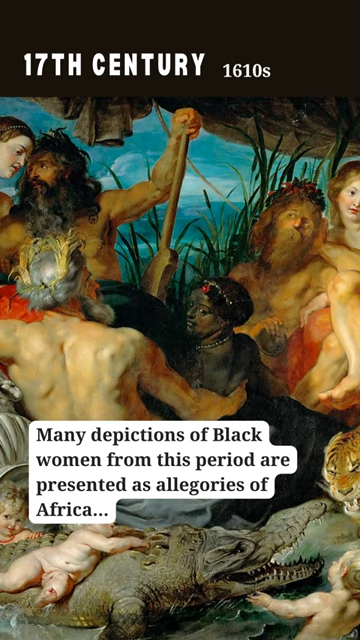 17TH CENTURY 1610s
Many depictions of Black
women from this period are
presented as allegories of
Africa...